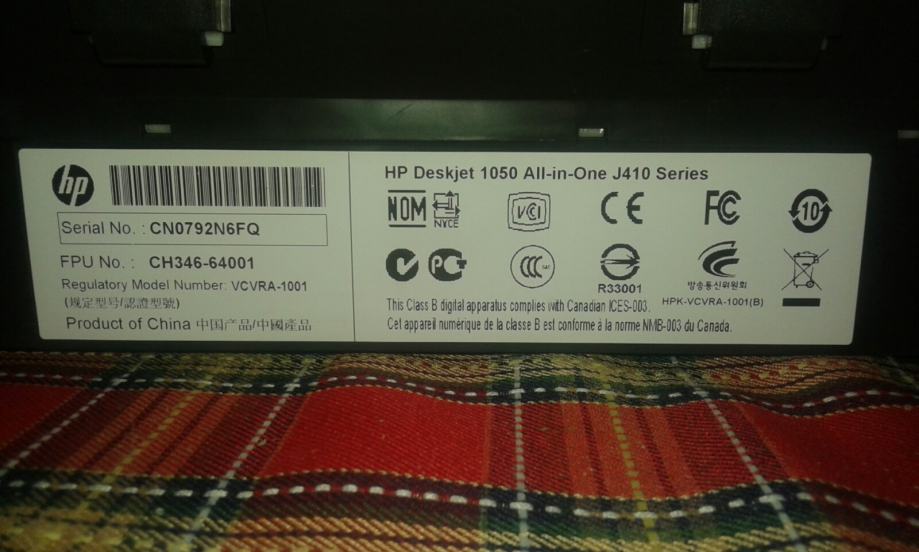 hp
Serial No. : CN0792N6FQ
FPU No. : CH346-64001
Regulatory Model Number: VCVRA-1001
(规定型号/認證型號)
Product of China 中国产品/中國產品
HP Deskjet 1050 All-in-One J410 Series
NOM NYCE VCI CE FC 10
PG CCC S&E R33001 방송통신위원회
HPK-VCVRA-1001(B)
This Class B digital apparatus complies with Canadian ICES-003.
Cet appareil numérique de la classe B est conforme à la norme NMB-003 du Canada.